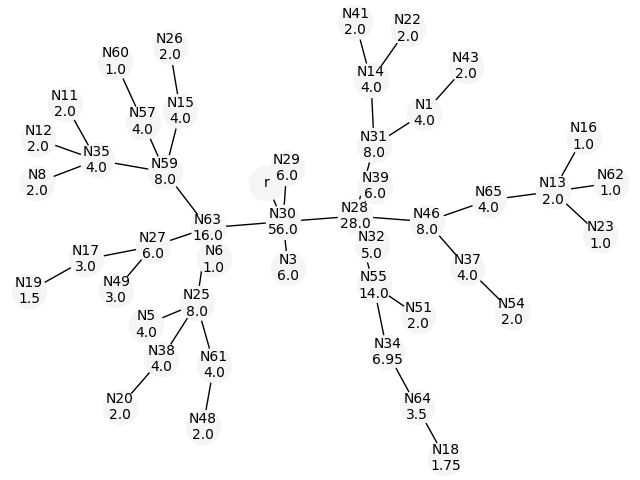 N41
2.0
N22
2.0
N26
2.0
N60
1.0
N43
2.0
N14
4.0
N11
2.0
N15
4.0
N1
4.0
N57
4.0
N12
2.0
N16
1.0
N31
8.0
N35
4.0
N29
6.0
N59
8.0
N8
2.0
r
N39
6.0
N62
1.0
N13
2.0
N65
4.0
N28
28.0
N30
56.0
N46
8.0
N63
16.0
N23
1.0
N27
6.0
N32
5.0
N17
3.0
N6
1.0
N3
6.0
N37
4.0
N55
14.0
N19
1.5
N49
3.0
N25
8.0
N54
2.0
N51
2.0
N5
4.0
N34
6.95
N38
4.0
N61
4.0
N20
2.0
N64
3.5
N48
2.0
N18
1.75